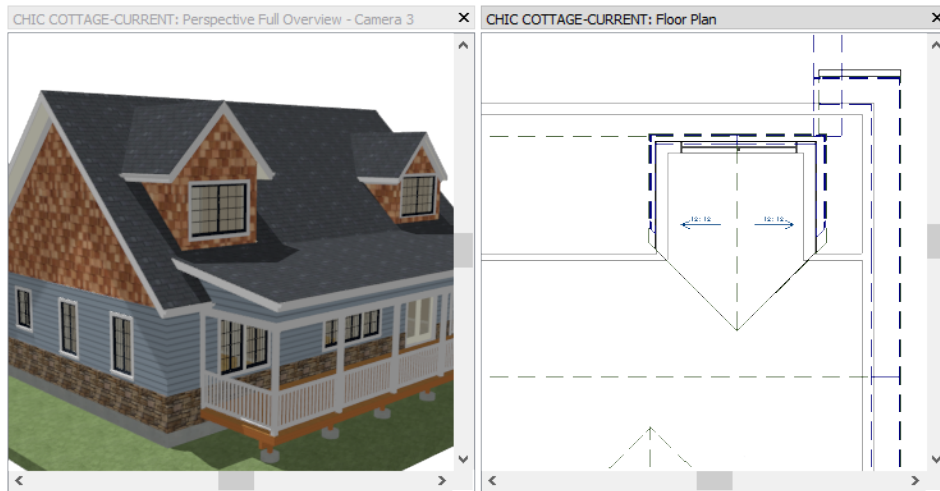 CHIC COTTAGE-CURRENT: Perspective Full Overview - Camera 3
CHIC COTTAGE-CURRENT: Floor Plan
12:12 12:12